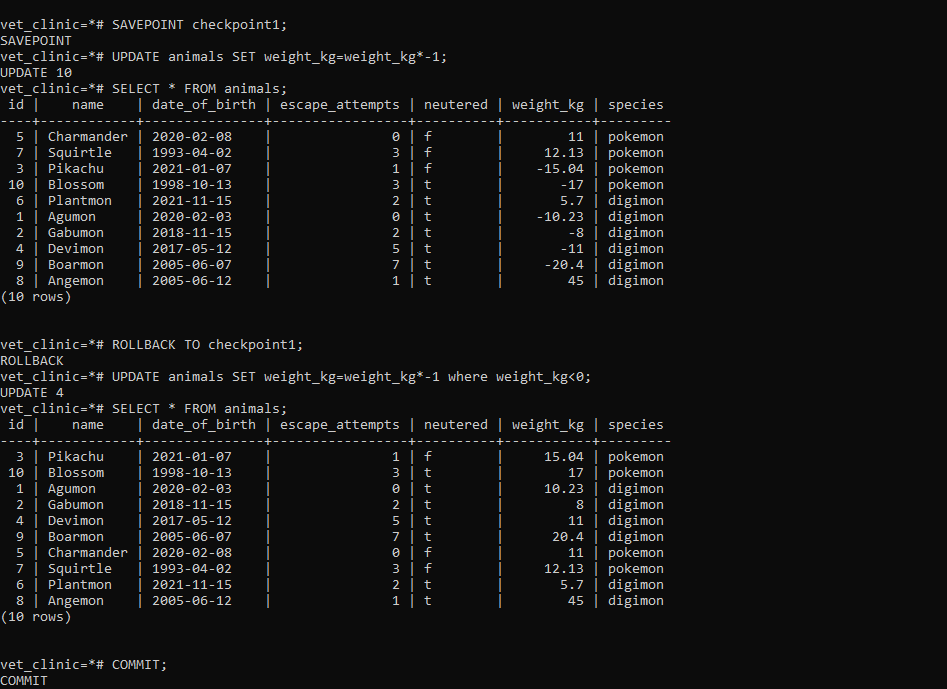 vet_clinic=*# SAVEPOINT checkpoint1;
SAVEPOINT
vet_clinic=*# UPDATE animals SET weight_kg=weight_kg*-1;
UPDATE 10
vet_clinic=*# SELECT * FROM animals;
 id |    name    | date_of_birth | escape_attempts | neutered | weight_kg | species
----+------------+---------------+-----------------+----------+-----------+---------
  5 | Charmander | 2020-02-08    |               0 | f        |        11 | pokemon
  7 | Squirtle   | 1993-04-02    |               3 | f        |     12.13 | pokemon
  3 | Pikachu    | 2021-01-07    |               1 | f        |    -15.04 | pokemon
 10 | Blossom    | 1998-10-13    |               3 | t        |       -17 | pokemon
  6 | Plantmon   | 2021-11-15    |               2 | t        |       5.7 | digimon
  1 | Agumon     | 2020-02-03    |               0 | t        |    -10.23 | digimon
  2 | Gabumon    | 2018-11-15    |               2 | t        |        -8 | digimon
  4 | Devimon    | 2017-05-12    |               5 | t        |       -11 | digimon
  9 | Boarmon    | 2005-06-07    |               7 | t        |     -20.4 | digimon
  8 | Angemon    | 2005-06-12    |               1 | t        |        45 | digimon
(10 rows)
vet_clinic=*# ROLLBACK TO checkpoint1;
ROLLBACK
vet_clinic=*# UPDATE animals SET weight_kg=weight_kg*-1 where weight_kg<0;
UPDATE 4
vet_clinic=*# SELECT * FROM animals;
 id |    name    | date_of_birth | escape_attempts | neutered | weight_kg | species
----+------------+---------------+-----------------+----------+-----------+---------
  3 | Pikachu    | 2021-01-07    |               1 | f        |     15.04 | pokemon
 10 | Blossom    | 1998-10-13    |               3 | t        |        17 | pokemon
  1 | Agumon     | 2020-02-03    |               0 | t        |     10.23 | digimon
  2 | Gabumon    | 2018-11-15    |               2 | t        |         8 | digimon
  4 | Devimon    | 2017-05-12    |               5 | t        |        11 | digimon
  9 | Boarmon    | 2005-06-07    |               7 | t        |      20.4 | digimon
  5 | Charmander | 2020-02-08    |               0 | f        |        11 | pokemon
  7 | Squirtle   | 1993-04-02    |               3 | f        |     12.13 | pokemon
  6 | Plantmon   | 2021-11-15    |               2 | t        |       5.7 | digimon
  8 | Angemon    | 2005-06-12    |               1 | t        |        45 | digimon
(10 rows)
vet_clinic=*# COMMIT;
COMMIT